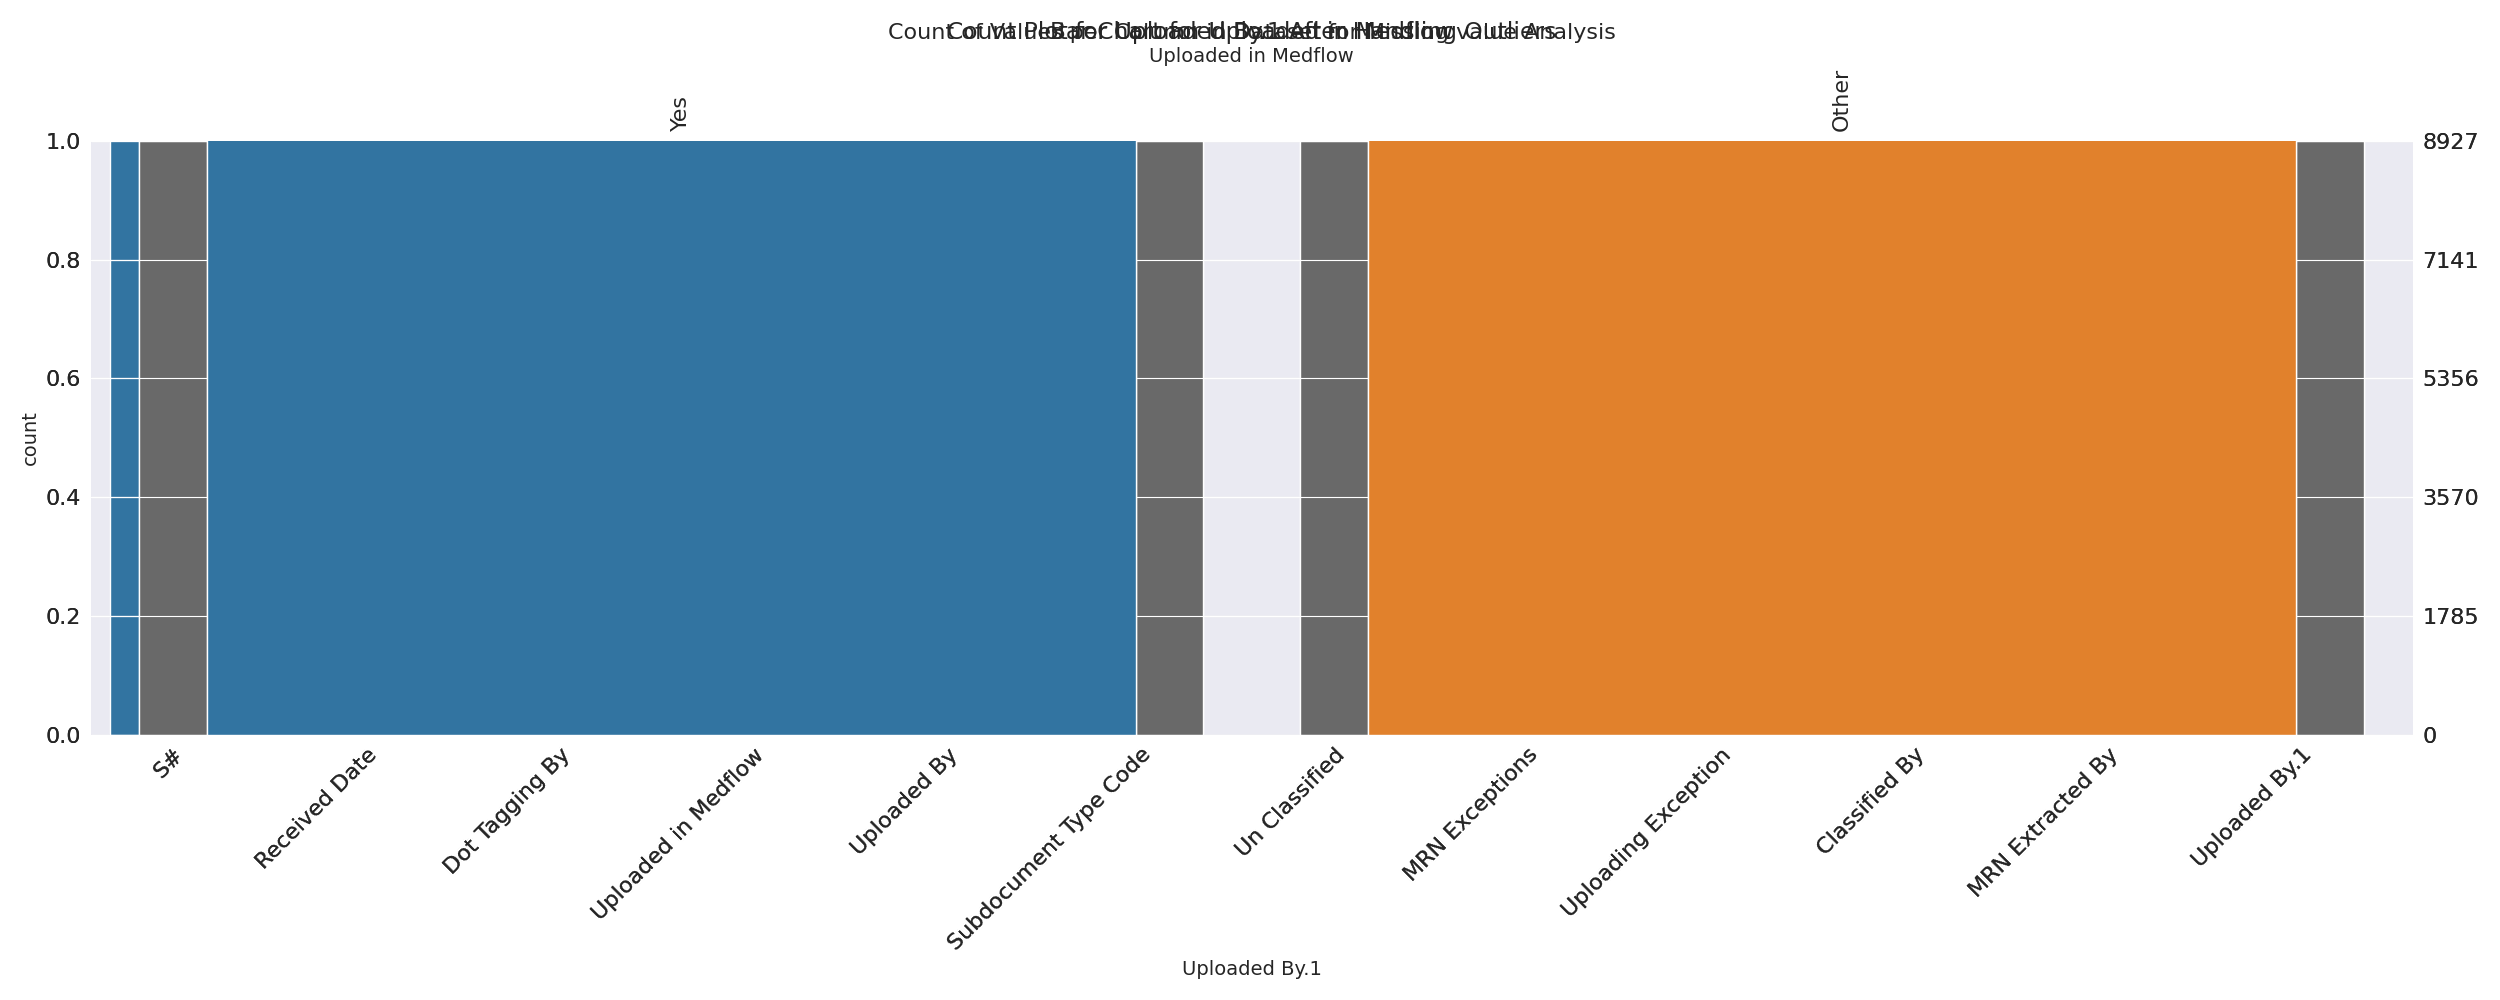 Uploaded in Medflow
Yes
Other
1.0
0.8
0.6
0.4
0.2
0.0
count
8927
7141
5356
3570
1785
0
S#
Received Date
Dot Tagging By
Uploaded in Medflow
Uploaded By
Subdocument Type Code
Un Classified
MRN Exceptions
Uploading Exception
Classified By
MRN Extracted By
Uploaded By.1
Uploaded By.1